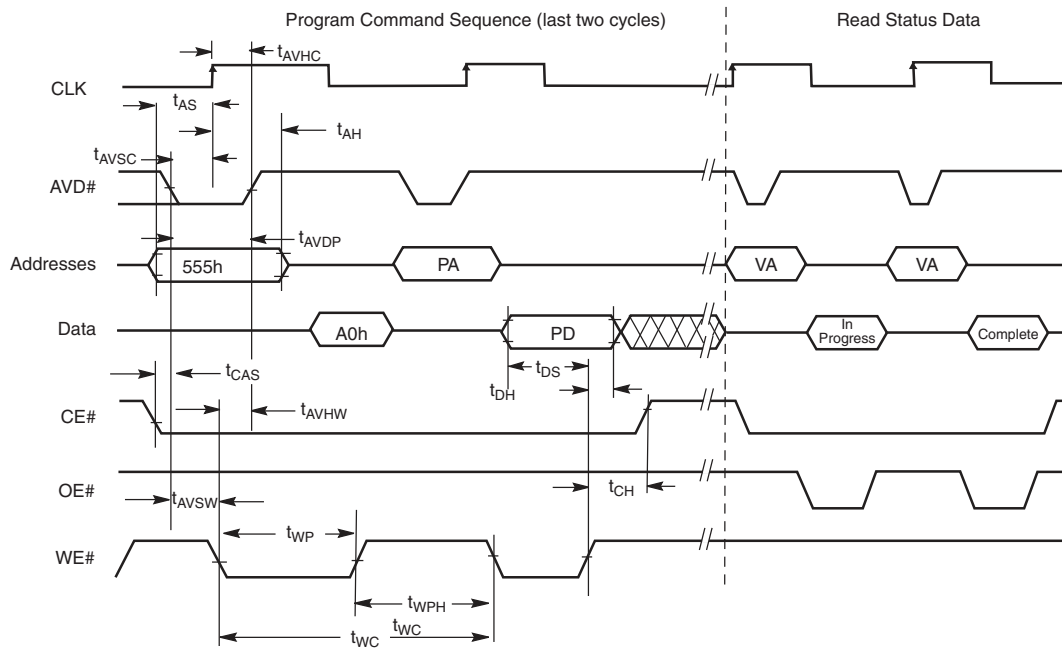 Program Command Sequence (last two cycles)
Read Status Data
tAVHC
CLK
tAS
tAH
tAVSC
AVD#
tAVDP
Addresses
555h
PA
VA
VA
Data
A0h
PD
In
Progress
Complete
tCAS
tDS
tDH
CE#
tAVHW
OE#
tCH
tAVSW
tWP
WE#
tWPH
tWC
tWC